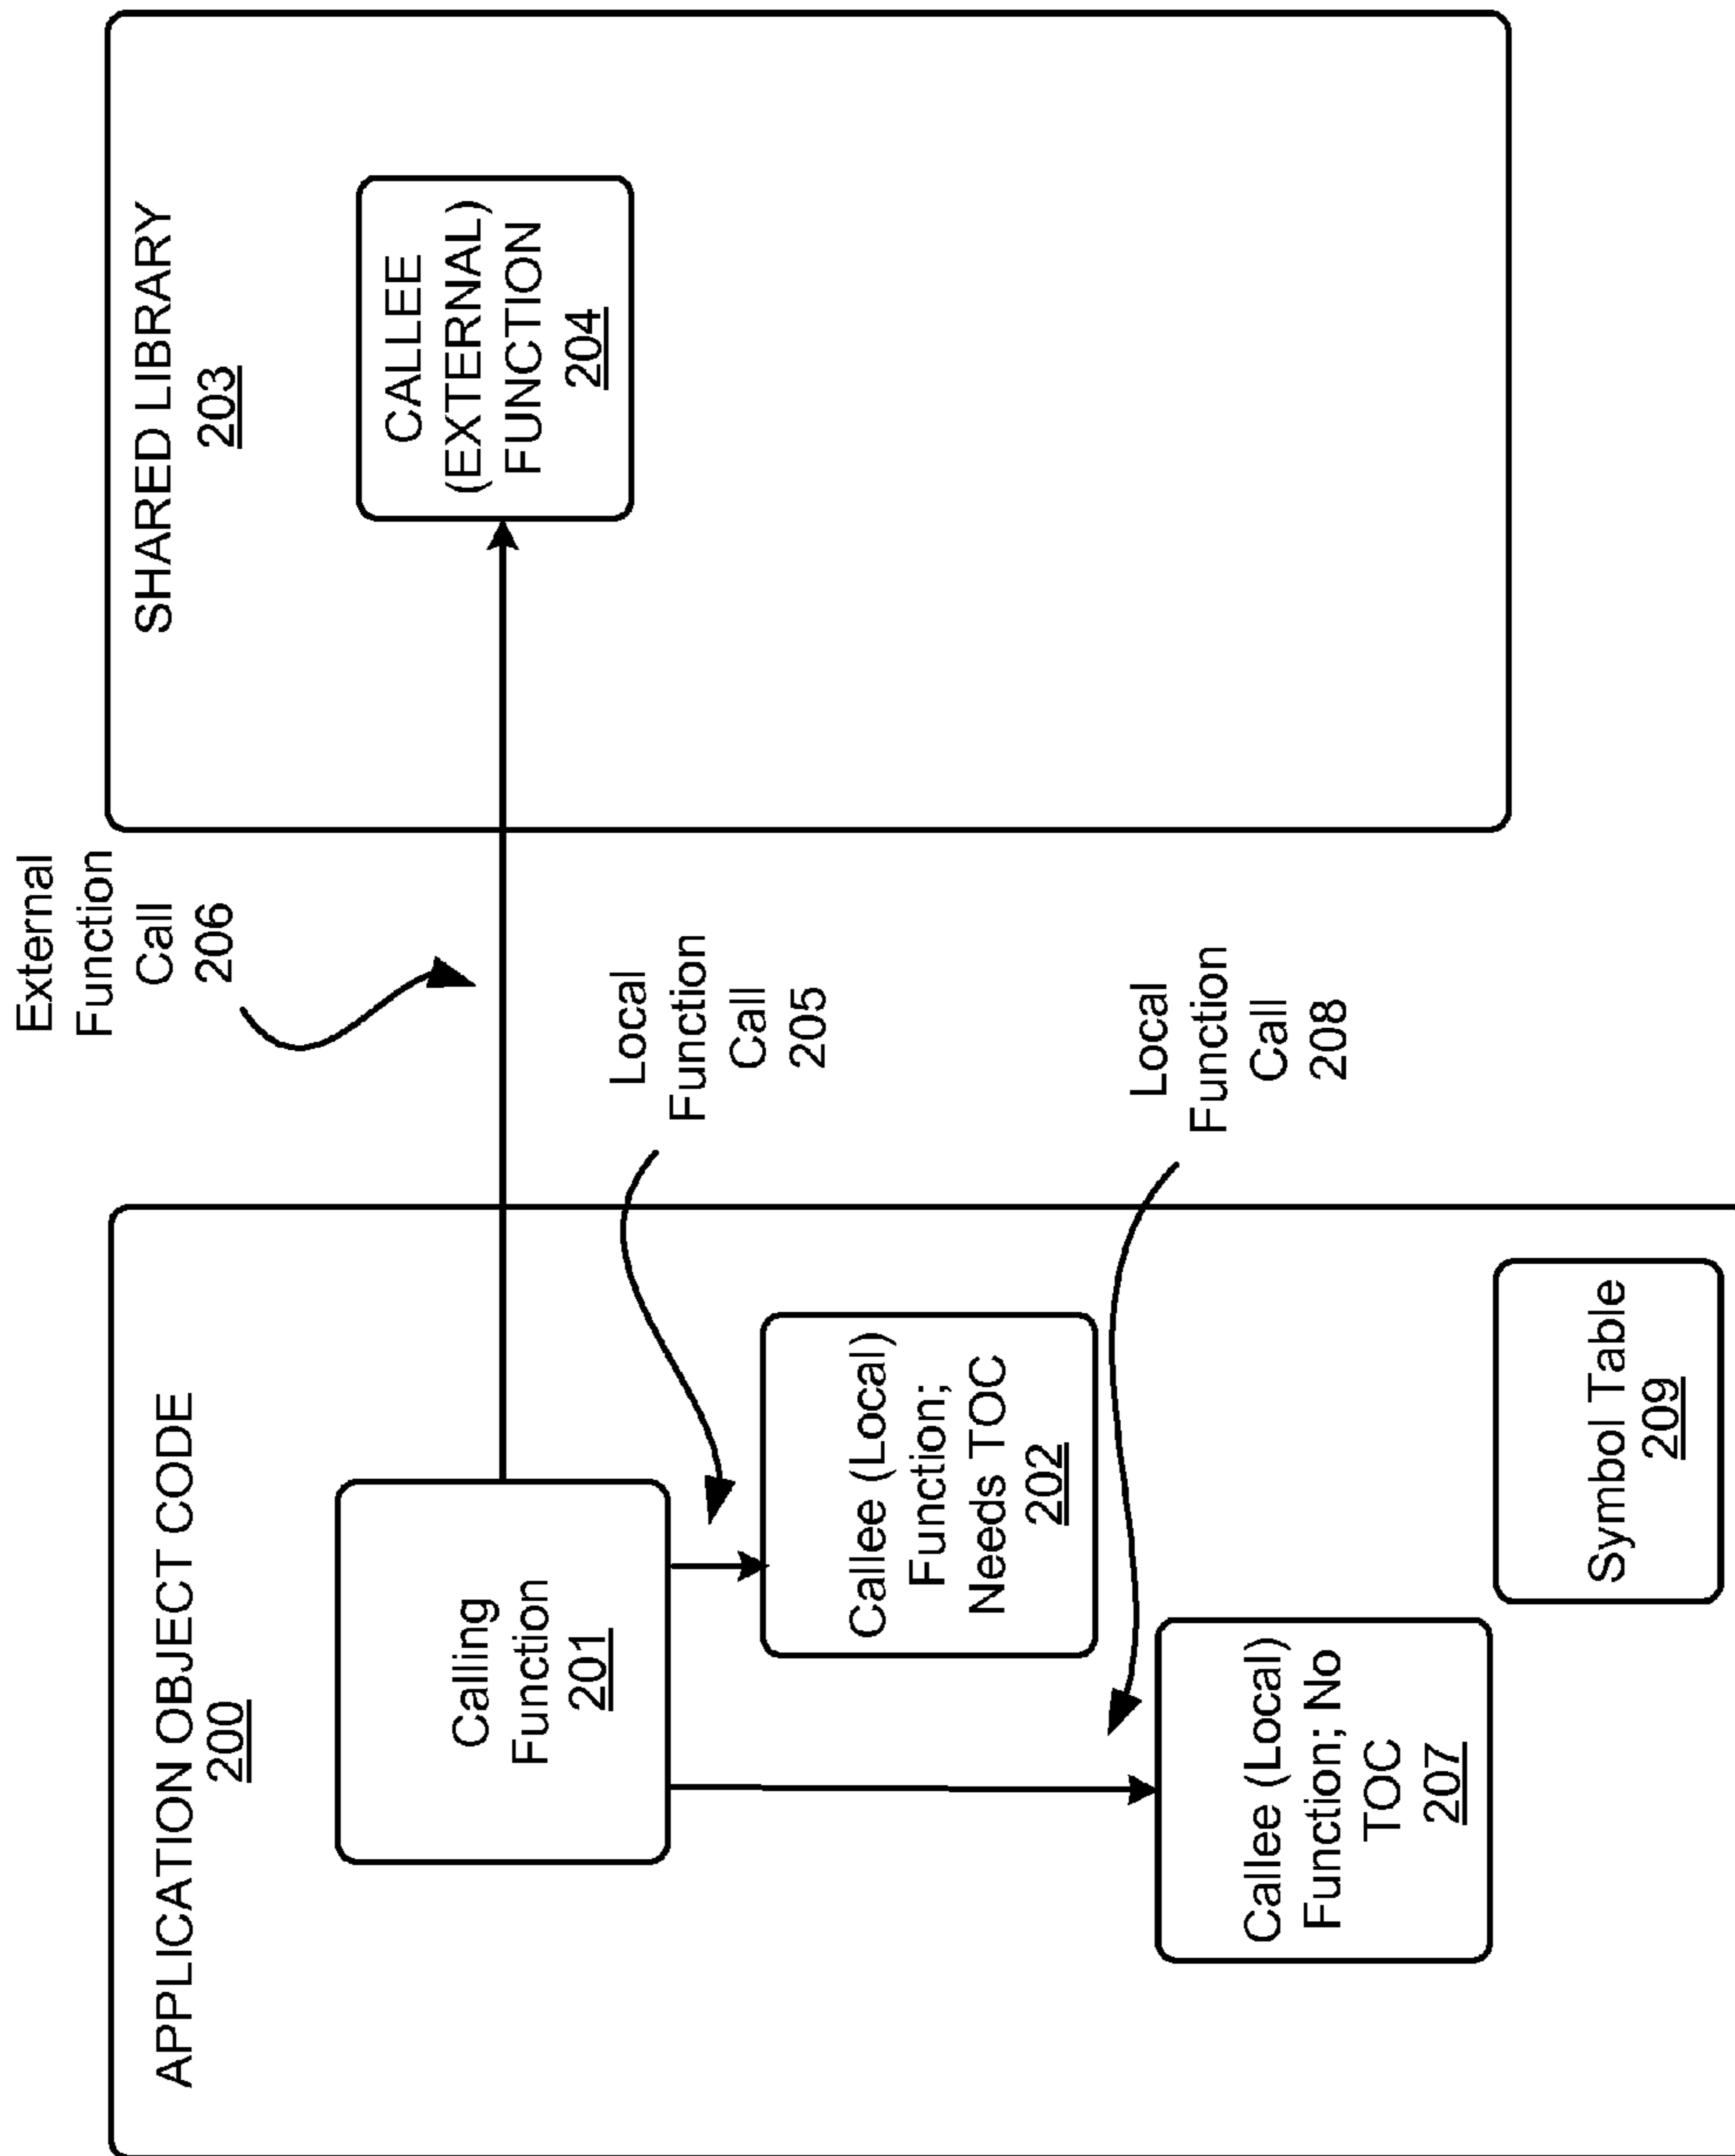 APPLICATION OBJECT CODE
200
Calling
Function
201
Callee (Local)
Function;
Needs TOC
202
Callee (Local)
Function; No
TOC
207
Symbol Table
209
External
Function
Call
206
Local
Function
Call
205
Local
Function
Call
208
SHARED LIBRARY
203
CALLEE
(EXTERNAL)
FUNCTION
204